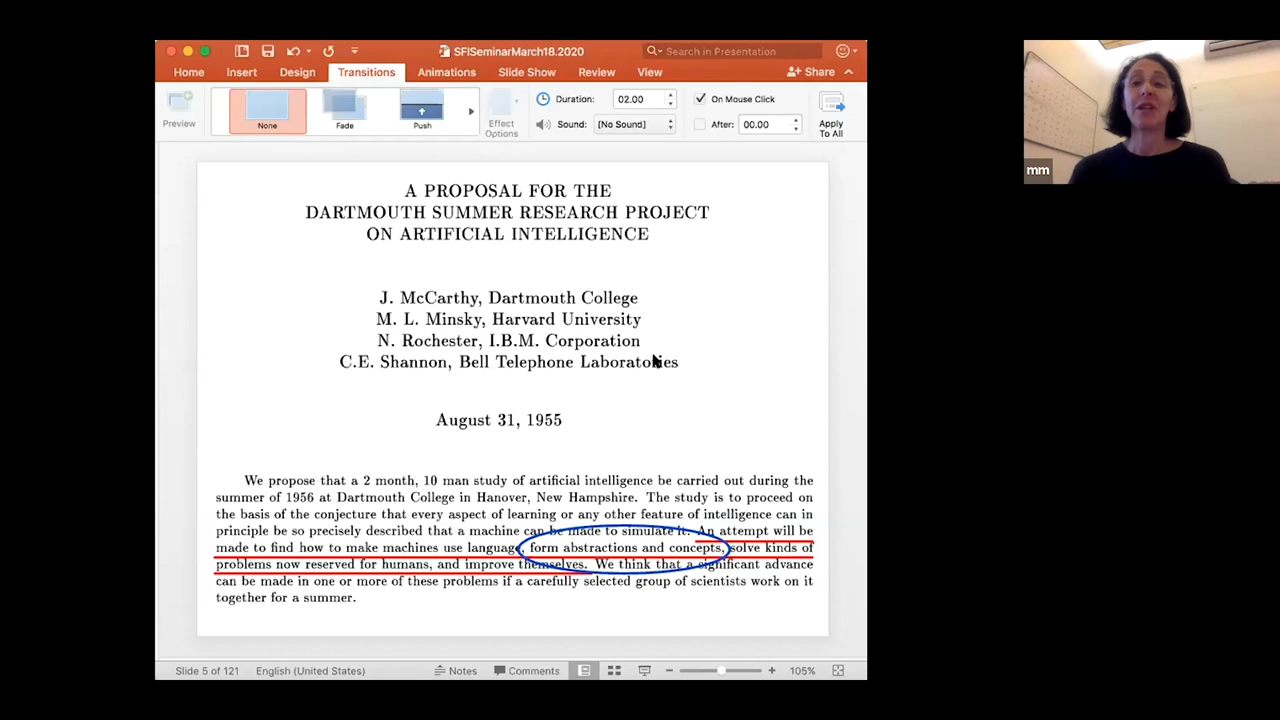 SFISeminarMarch18.2020
Search in Presentation
Home Insert Design Transitions Animations Slide Show Review View Share
Preview
None
Fade
Push
Effect
Options
Duration: 02.00
Sound: [No Sound]
On Mouse Click
After: 00.00
Apply
To All
mm
A PROPOSAL FOR THE
DARTMOUTH SUMMER RESEARCH PROJECT
ON ARTIFICIAL INTELLIGENCE
J. McCarthy, Dartmouth College
M. L. Minsky, Harvard University
N. Rochester, I.B.M. Corporation
C.E. Shannon, Bell Telephone Laboratories
August 31, 1955
We propose that a 2 month, 10 man study of artificial intelligence be carried out during the
summer of 1956 at Dartmouth College in Hanover, New Hampshire. The study is to proceed on
the basis of the conjecture that every aspect of learning or any other feature of intelligence can in
principle be so precisely described that a machine can be made to simulate it. An attempt will be
made to find how to make machines use language, form abstractions and concepts, solve kinds of
problems now reserved for humans, and improve themselves. We think that a significant advance
can be made in one or more of these problems if a carefully selected group of scientists work on it
together for a summer.
Slide 5 of 121 English (United States) Notes Comments 105%